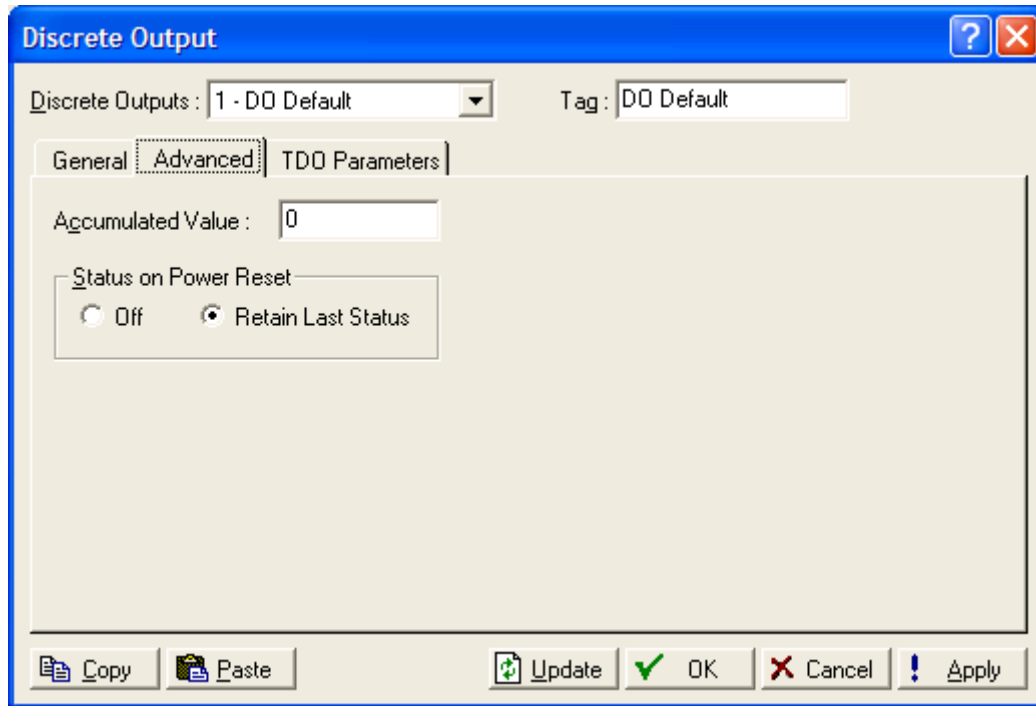 Discrete Output
Discrete Outputs : 1 - DO Default Tag : DO Default
General Advanced TDO Parameters
Accumulated Value : 0
Status on Power Reset
Off Retain Last Status
Copy Paste Update OK Cancel Apply